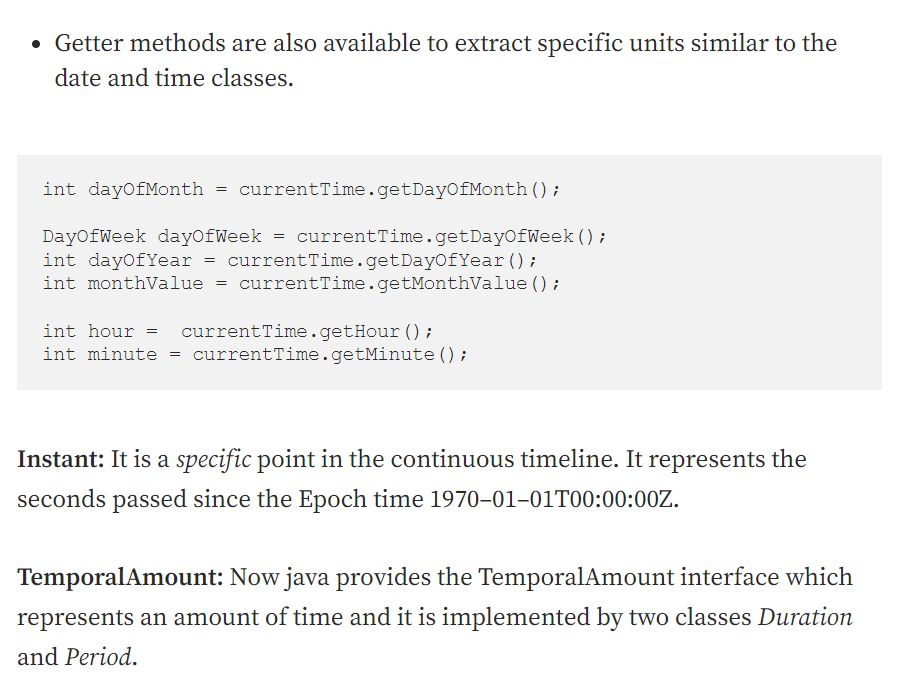 • Getter methods are also available to extract specific units similar to the
date and time classes.
int dayOfMonth = currentTime.getDayOfMonth();
DayOfWeek dayOfWeek = currentTime.getDayOfWeek();
int dayOfYear = currentTime.getDayOfYear();
int monthValue = currentTime.getMonthValue();
int hour =  currentTime.getHour();
int minute = currentTime.getMinute();
Instant: It is a specific point in the continuous timeline. It represents the
seconds passed since the Epoch time 1970–01–01T00:00:00Z.
TemporalAmount: Now java provides the TemporalAmount interface which
represents an amount of time and it is implemented by two classes Duration
and Period.